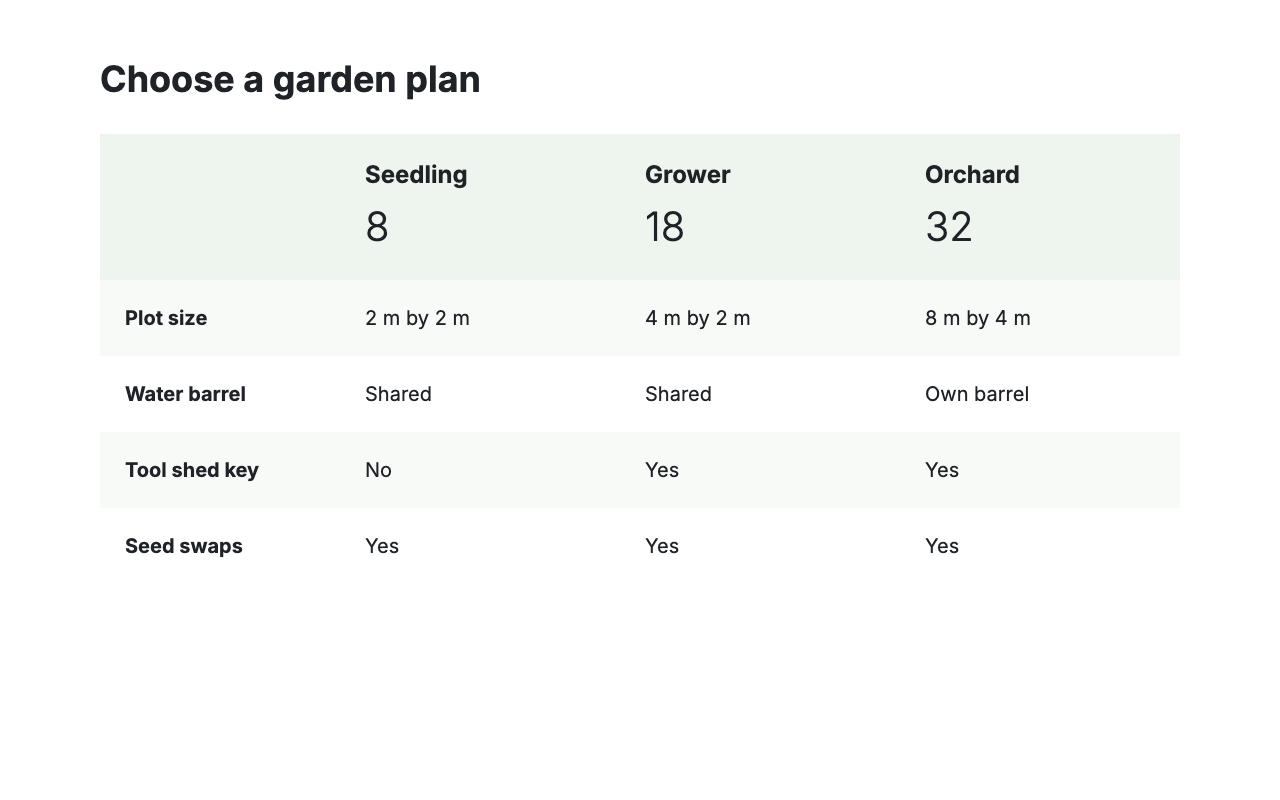 Choose a garden plan
Seedling Grower Orchard
8 18 32
Plot size 2 m by 2 m 4 m by 2 m 8 m by 4 m
Water barrel Shared Shared Own barrel
Tool shed key No Yes Yes
Seed swaps Yes Yes Yes